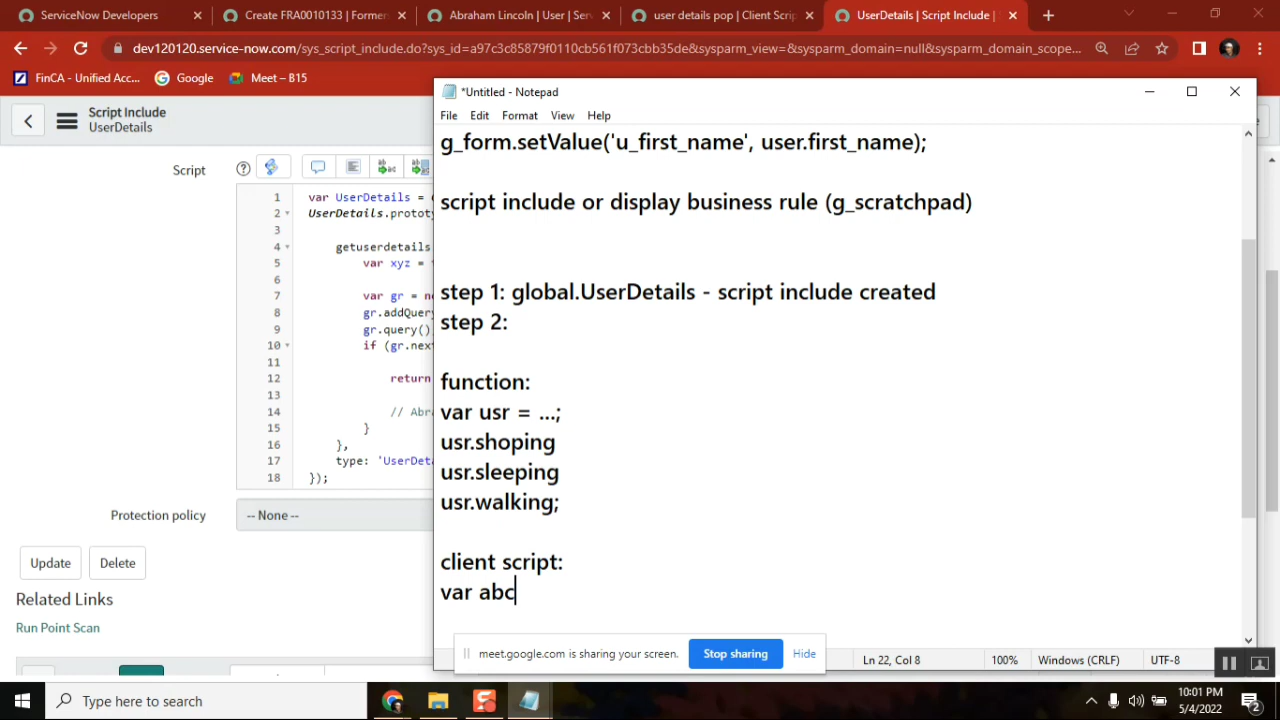 ServiceNow Developers
Create FRA0010133 | Formen
Abraham Lincoln | User | Serv
user details pop | Client Scrip
UserDetails | Script Include |
dev120120.service-now.com/sys_script_include.do?sys_id=a97c3c85879f0110cb561f073cbb35de&sysparm_view=&sysparm_domain=null&sysparm_domain_scope...
FinCA - Unified Acc...
Google
Meet – B15
Script Include
UserDetails
*Untitled - Notepad
File Edit Format View Help
g_form.setValue('u_first_name', user.first_name);
script include or display business rule (g_scratchpad)
step 1: global.UserDetails - script include created
step 2:
function:
var usr = ...;
usr.shoping
usr.sleeping
usr.walking;
client script:
var abc
Script
1 var UserDetails =
2 UserDetails.prototy
3
4 getuserdetails
5 var xyz =
6
7 var gr = ne
8 gr.addQuery
9 gr.query()
10 if (gr.next
11
12 return
13
14 // Abra
15 }
16 },
17 type: 'UserDeta
18 });
Protection policy
-- None --
Update
Delete
Related Links
Run Point Scan
meet.google.com is sharing your screen.
Stop sharing
Hide
Ln 22, Col 8
100%
Windows (CRLF)
UTF-8
Type here to search
10:01 PM
5/4/2022
2